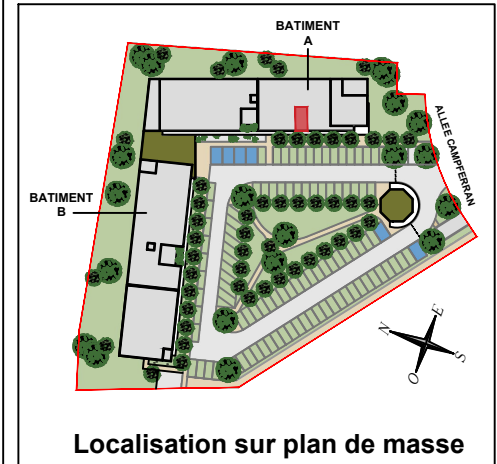 BATIMENT
A
ALLEE CAMPFERRAN
BATIMENT
B
N
E
S
O
Localisation sur plan de masse